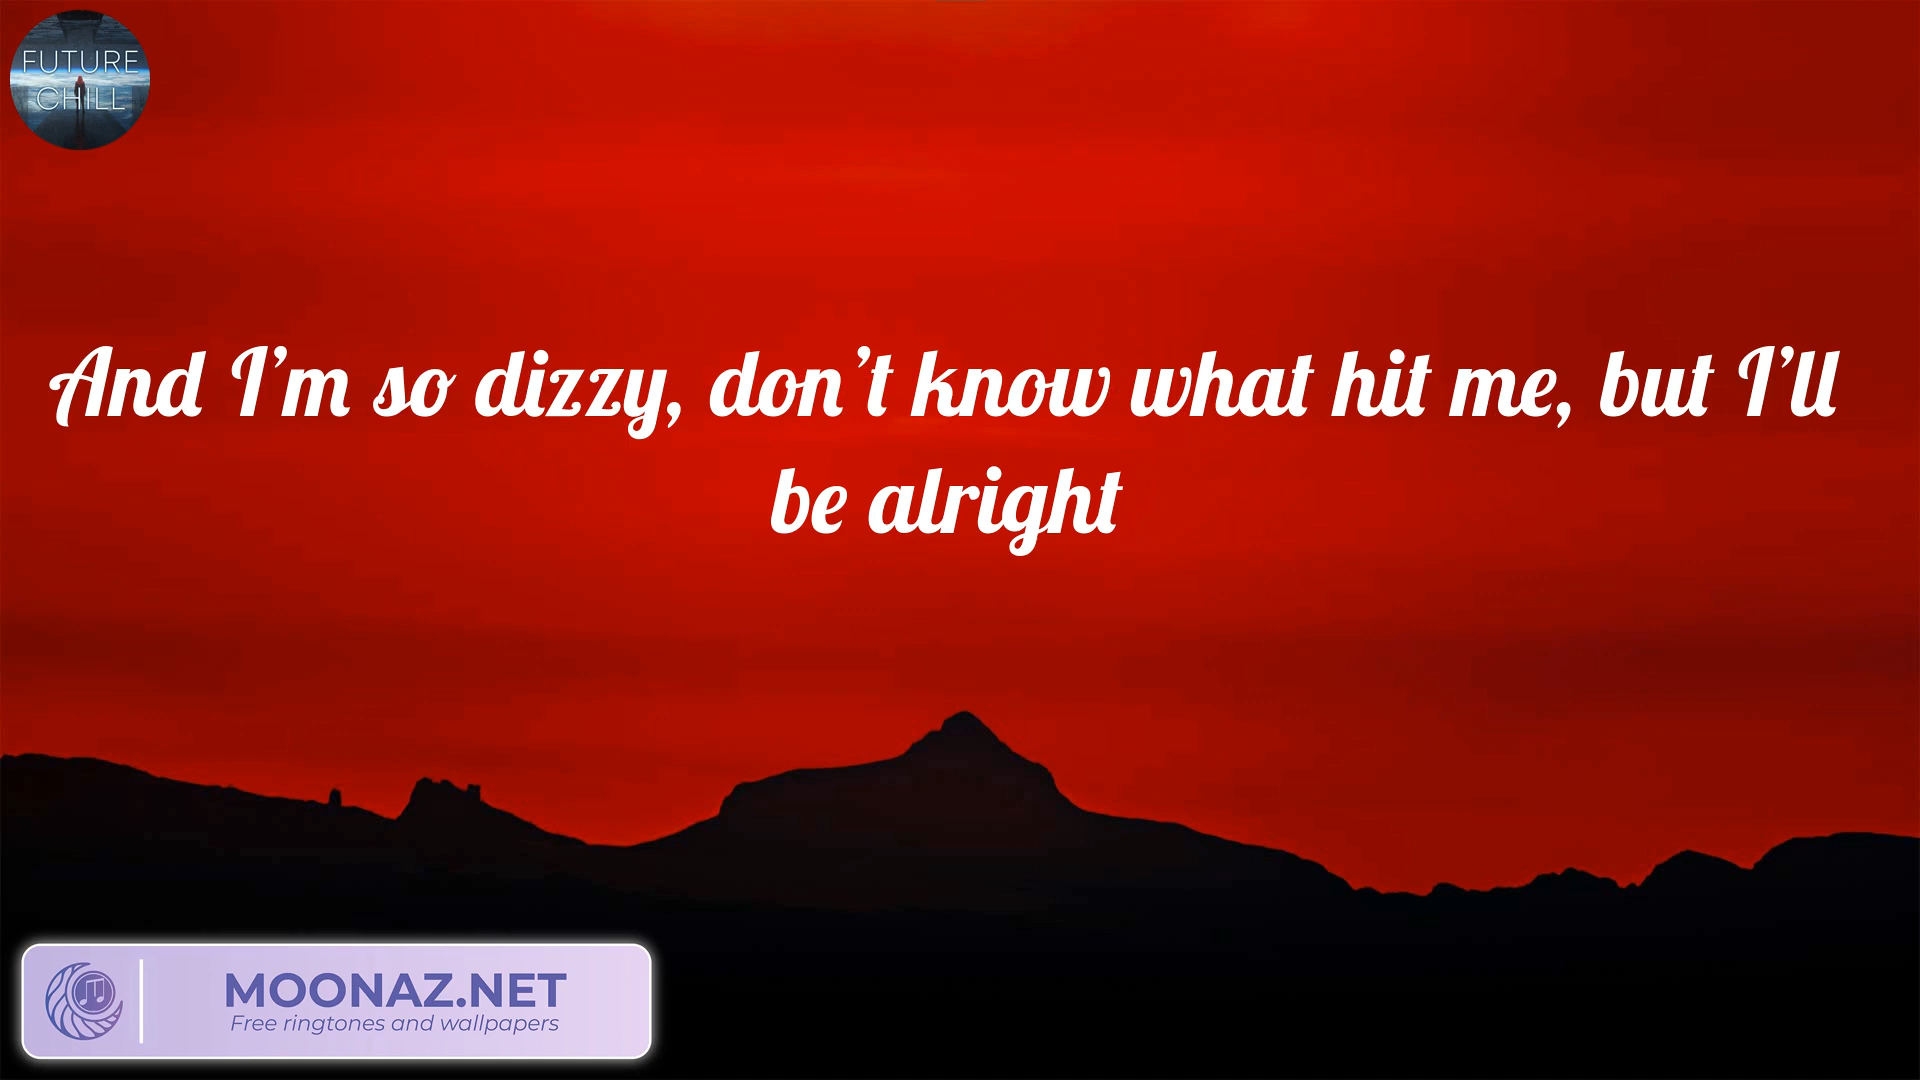 FUTURE
CHILL
And I’m so dizzy, don’t know what hit me, but I’ll
be alright
MOONAZ.NET
Free ringtones and wallpapers